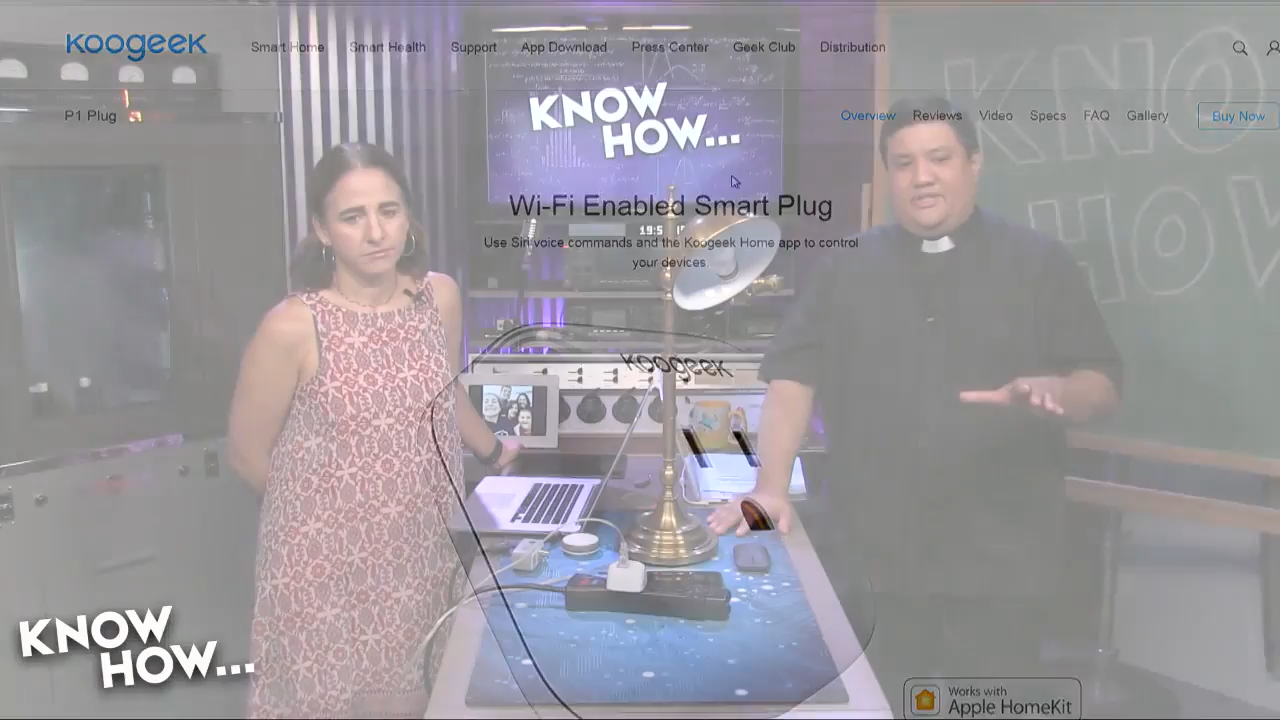 Koogeek
Smart Home Smart Health Support App Download Press Center Geek Club Distribution
P1 Plug
Overview Reviews Video Specs FAQ Gallery Buy Now
KNOW
HOW...
Wi-Fi Enabled Smart Plug
Use Siri voice commands and the Koogeek Home app to control
your devices.
koogeek
KNOW
HOW
KNOW
HOW...
Works with
Apple HomeKit